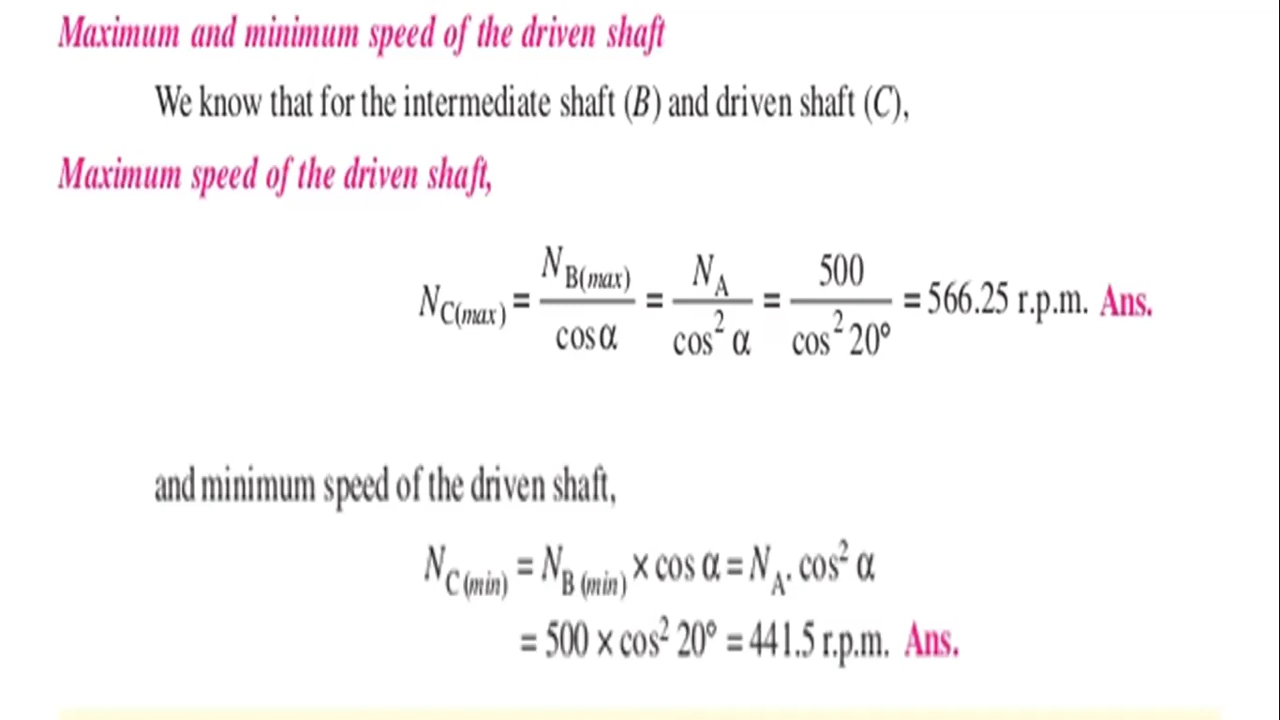 Maximum and minimum speed of the driven shaft
We know that for the intermediate shaft (B) and driven shaft (C),
Maximum speed of the driven shaft,
N_C(max) = N_B(max) / cos α = N_A / cos² α = 500 / cos² 20° = 566.25 r.p.m. Ans.
and minimum speed of the driven shaft,
N_C (min) = N_B (min) × cos α = N_A. cos² α
= 500 × cos² 20° = 441.5 r.p.m. Ans.